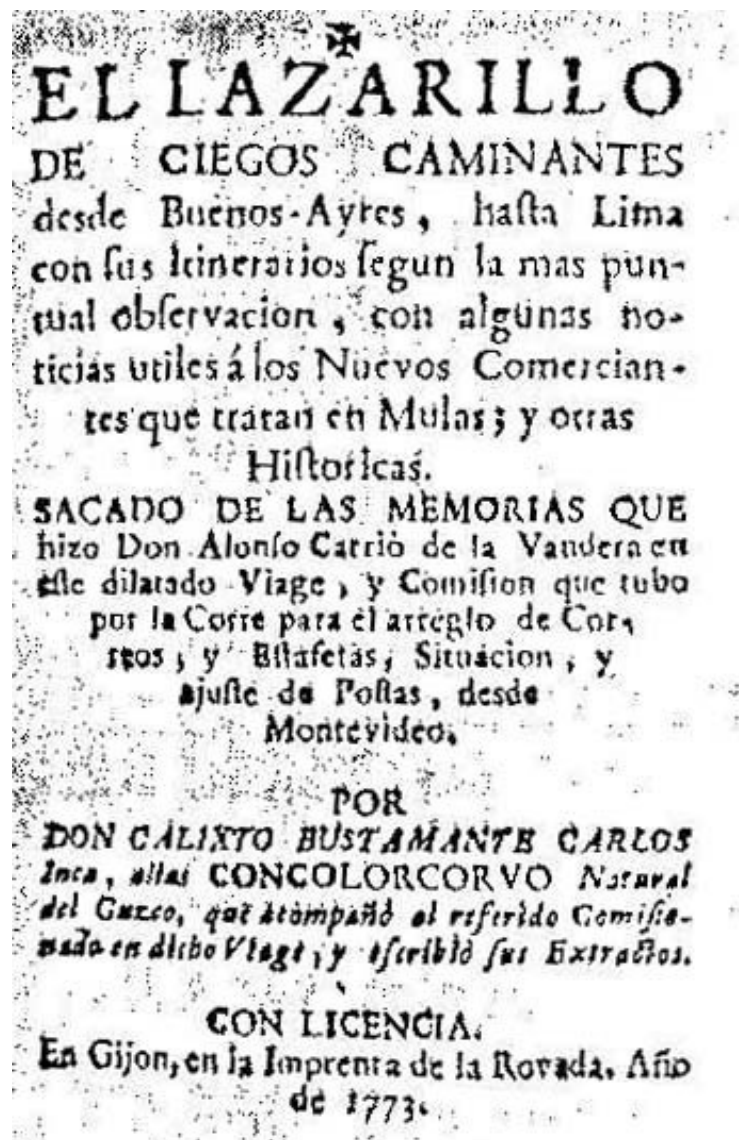 ✠
EL LAZARILLO
DE CIEGOS CAMINANTES
desde Buenos-Ayres, hasta Lima
con ſus Itinerarios ſegun la mas pun-
tual obſervacion, con algunas no-
ticias utiles á los Nuevos Comercian-
tes que tratan en Mulas; y otras
Hiſtoricas.
SACADO DE LAS MEMORIAS QUE
hizo Don Alonſo Carriò de la Vandera en
eſte dilatado Viage, y Comiſion que tubo
por la Corte para el arreglo de Cor-
reos, y Eſtafetas, Situacion, y
ajuſte de Poſtas, desde
Montevideo.
POR
DON CALIXTO BUSTAMANTE CARLOS
Inca, alias CONCOLORCORVO Natural
del Cuzco, que acompañó al referido Comiſio-
nado en dicho Viage, y eſcribió ſus Extractos.
CON LICENCIA.
En Gijon, en la Imprenta de la Rovada. Año
de 1773.